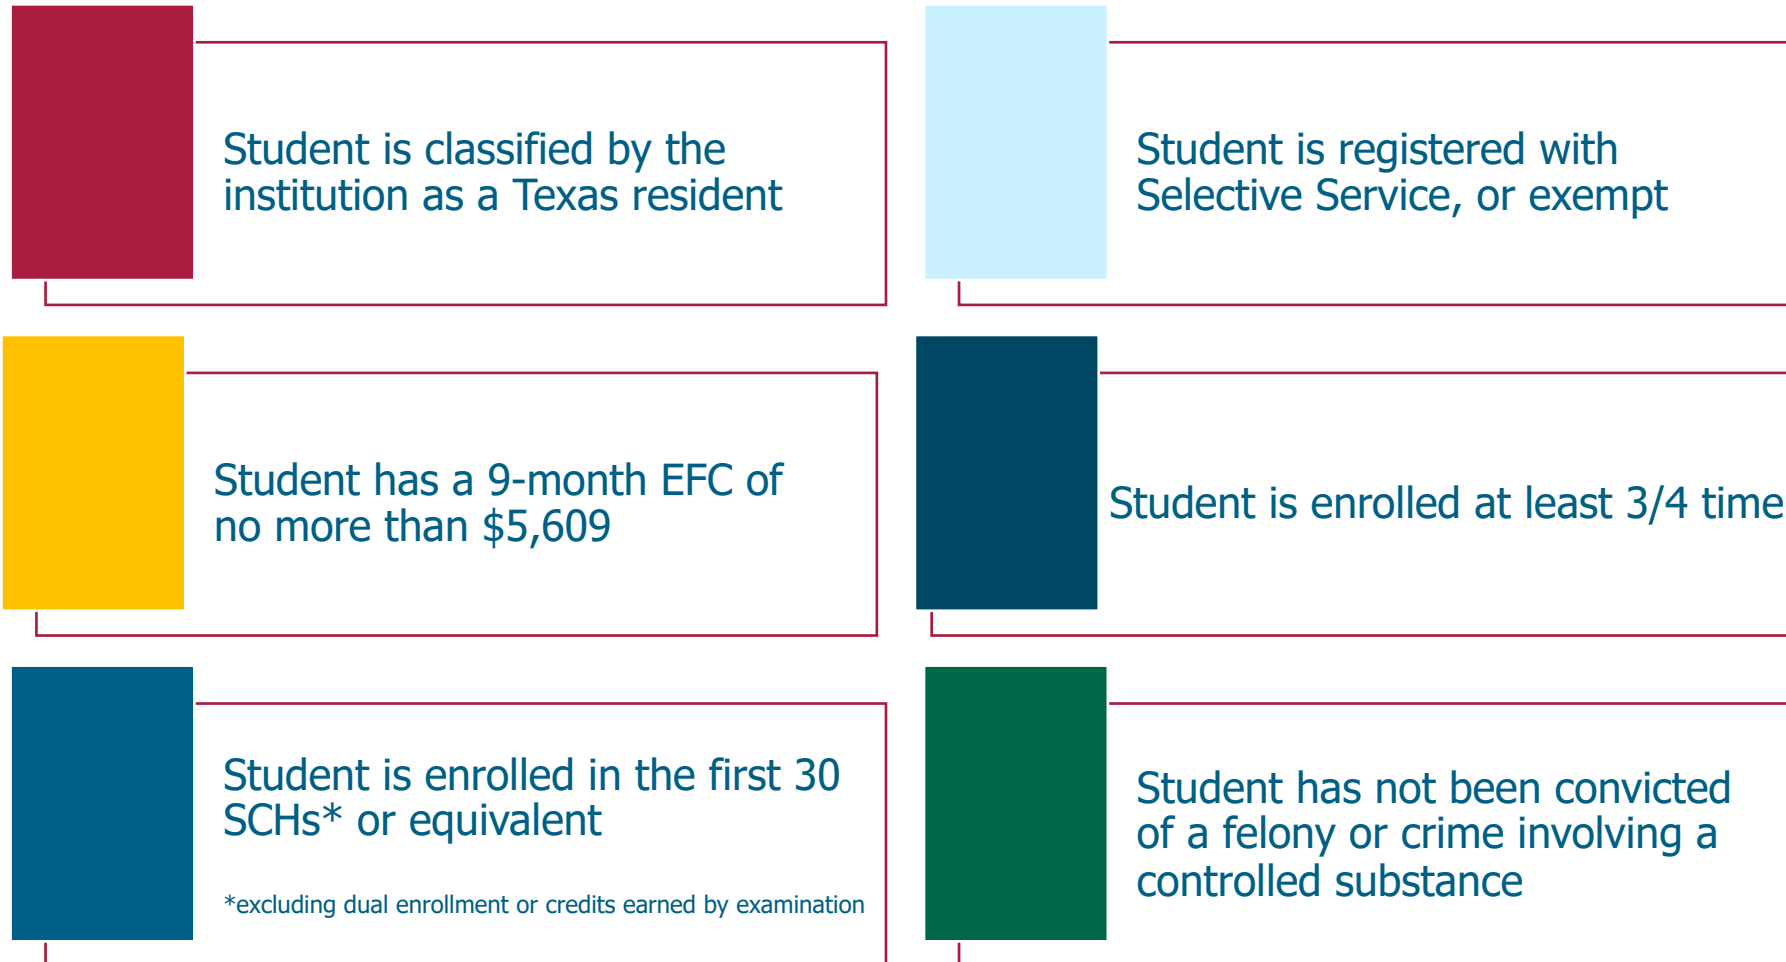 Student is classified by the
institution as a Texas resident
Student is registered with
Selective Service, or exempt
Student has a 9-month EFC of
no more than $5,609
Student is enrolled at least 3/4 time
Student is enrolled in the first 30
SCHs* or equivalent
*excluding dual enrollment or credits earned by examination
Student has not been convicted
of a felony or crime involving a
controlled substance